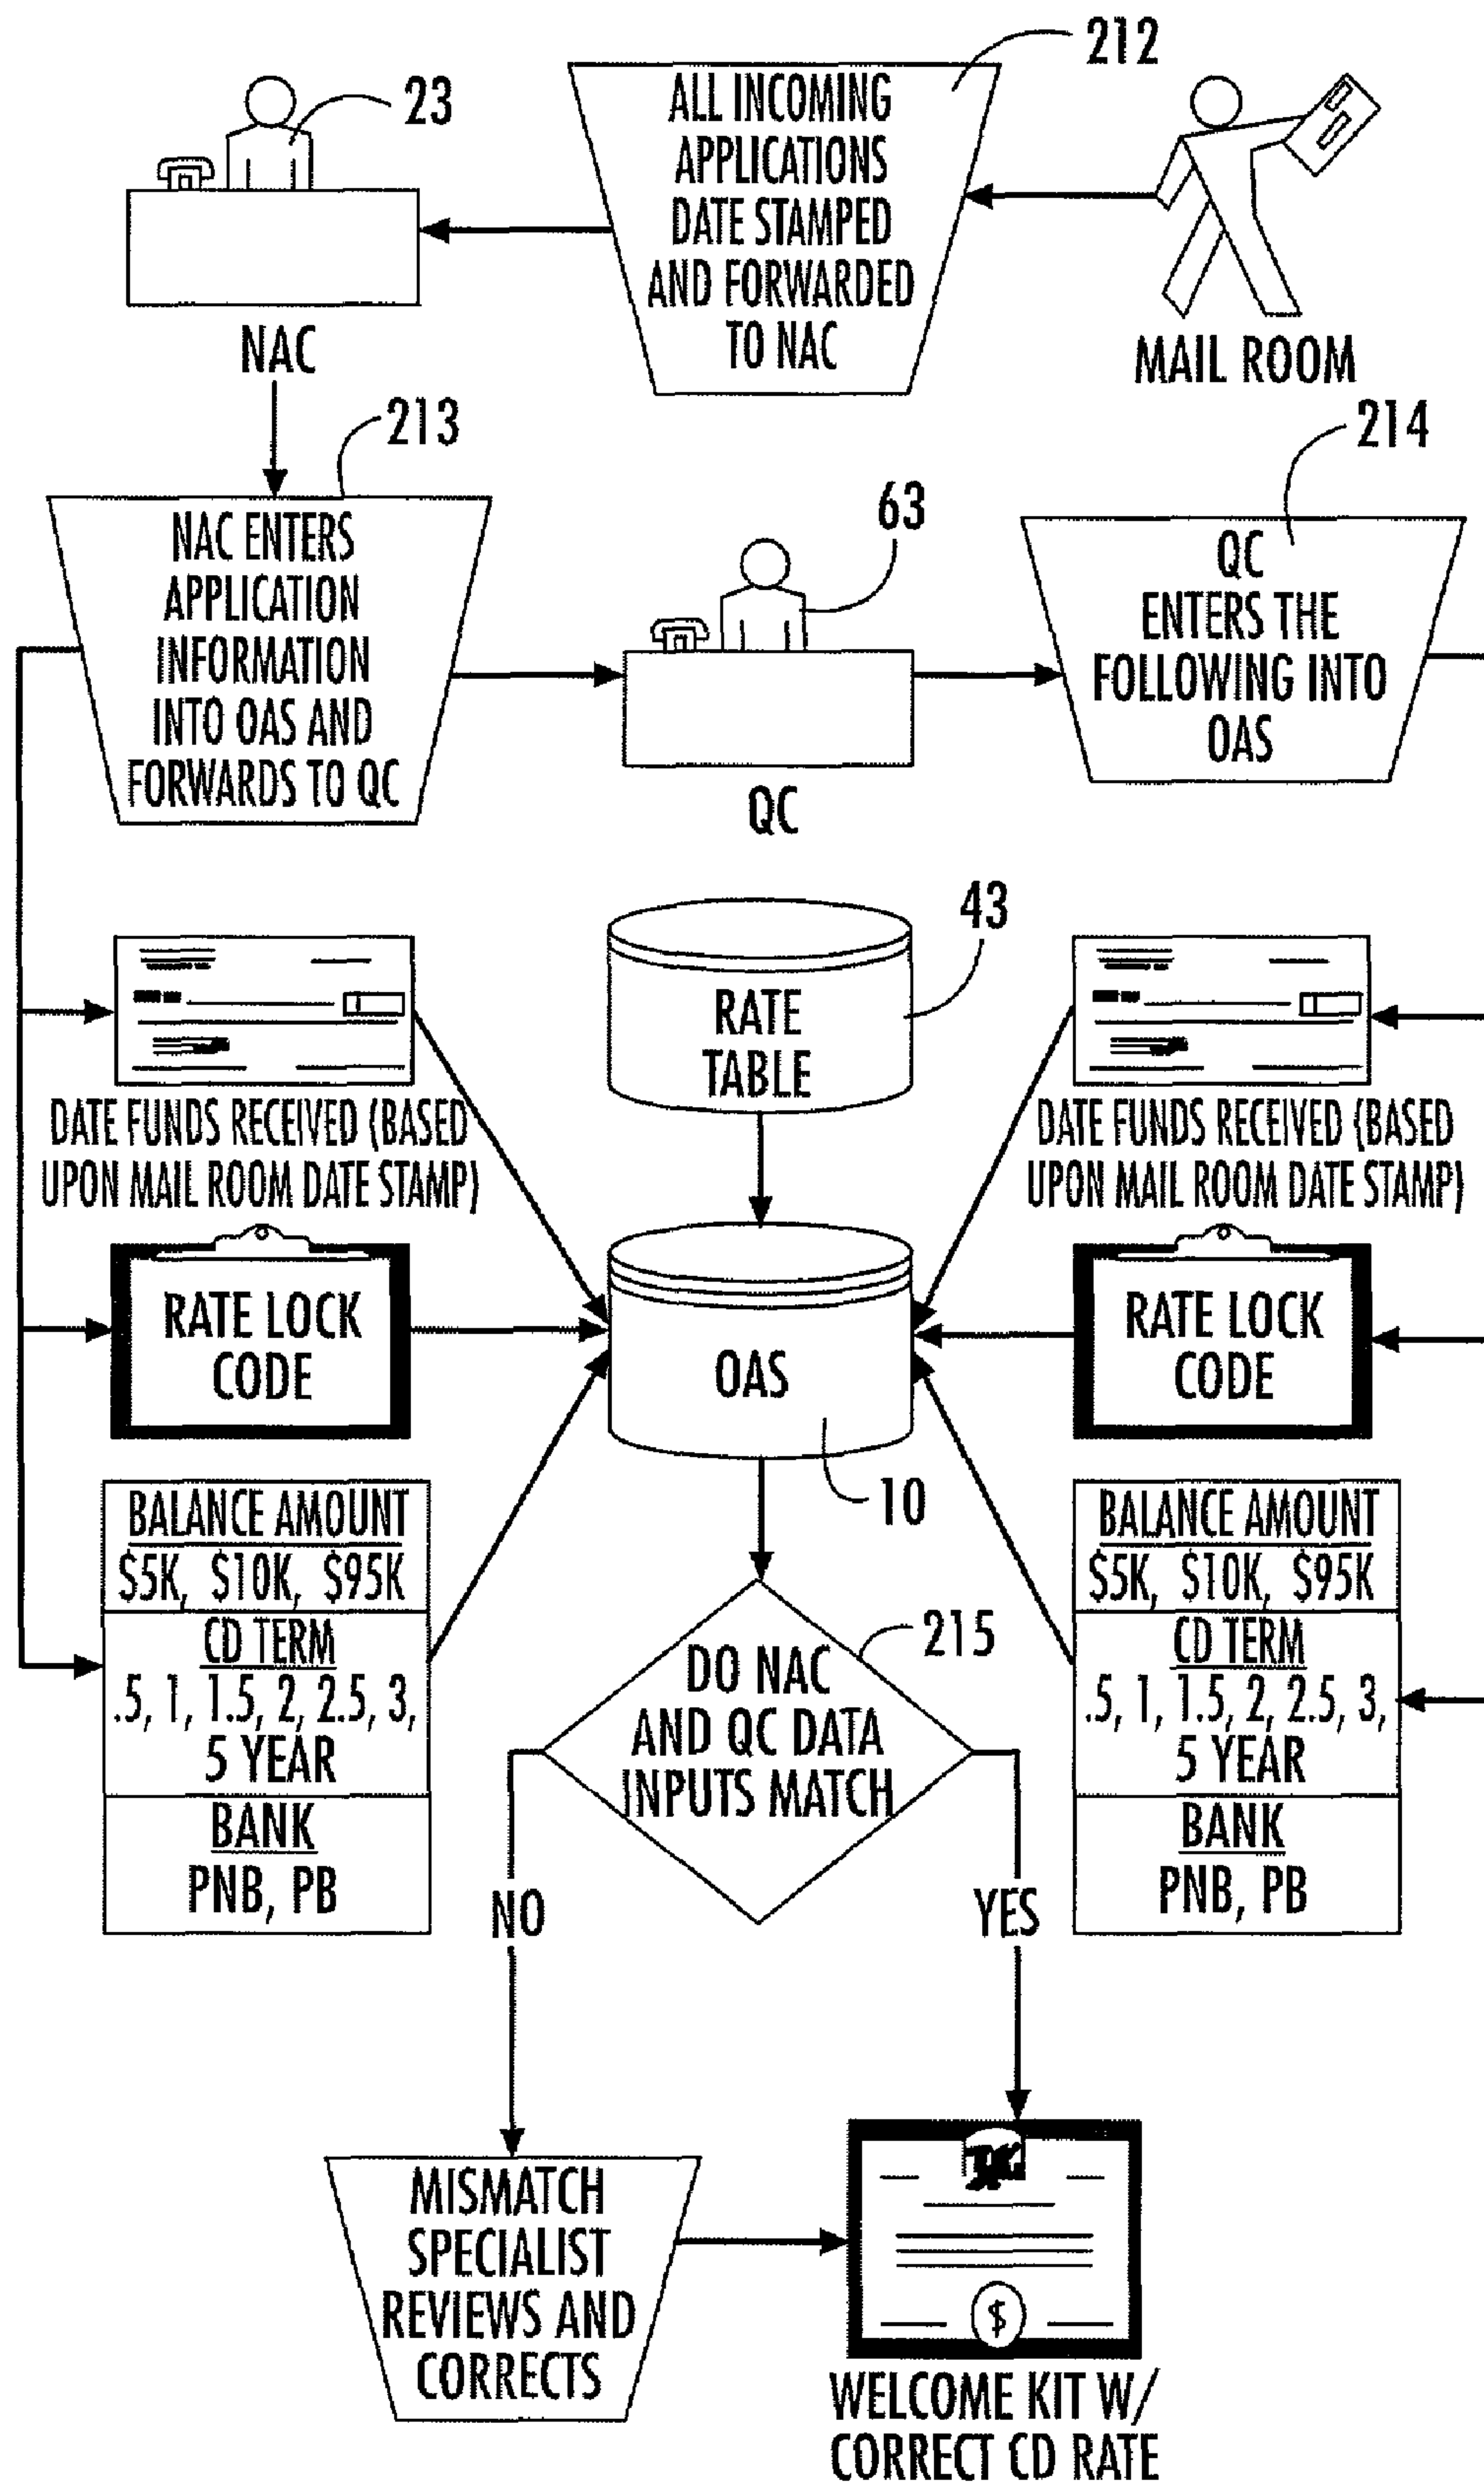 212
23
ALL INCOMING
APPLICATIONS
DATE STAMPED
AND FORWARDED
TO NAC
NAC
MAIL ROOM
213
214
NAC ENTERS
APPLICATION
INFORMATION
INTO OAS AND
FORWARDS TO QC
63
QC
QC
ENTERS THE
FOLLOWING INTO
OAS
43
RATE
TABLE
DATE FUNDS RECEIVED (BASED
UPON MAIL ROOM DATE STAMP)
DATE FUNDS RECEIVED (BASED
UPON MAIL ROOM DATE STAMP)
RATE LOCK
CODE
OAS
10
RATE LOCK
CODE
BALANCE AMOUNT
$5K, $10K, $95K
CD TERM
.5, 1, 1.5, 2, 2.5, 3,
5 YEAR
BANK
PNB, PB
215
DO NAC
AND QC DATA
INPUTS MATCH
BALANCE AMOUNT
$5K, $10K, $95K
CD TERM
.5, 1, 1.5, 2, 2.5, 3,
5 YEAR
BANK
PNB, PB
NO
YES
MISMATCH
SPECIALIST
REVIEWS AND
CORRECTS
$
WELCOME KIT W/
CORRECT CD RATE